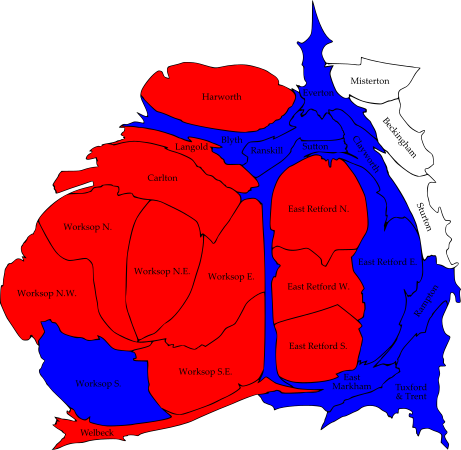 Misterton
Everton
Harworth
Beckingham
Elkesley
Langold
Ranskill
Sutton
Clayworth
Carlton
Sturton
East Retford N.
Worksop N.
Worksop N.E.
Worksop E.
East Retford E.
Worksop N.W.
East Retford W.
Rampton
East Retford S.
Worksop S.E.
Worksop S.
East
Markham
Tuxford
& Trent
Welbeck